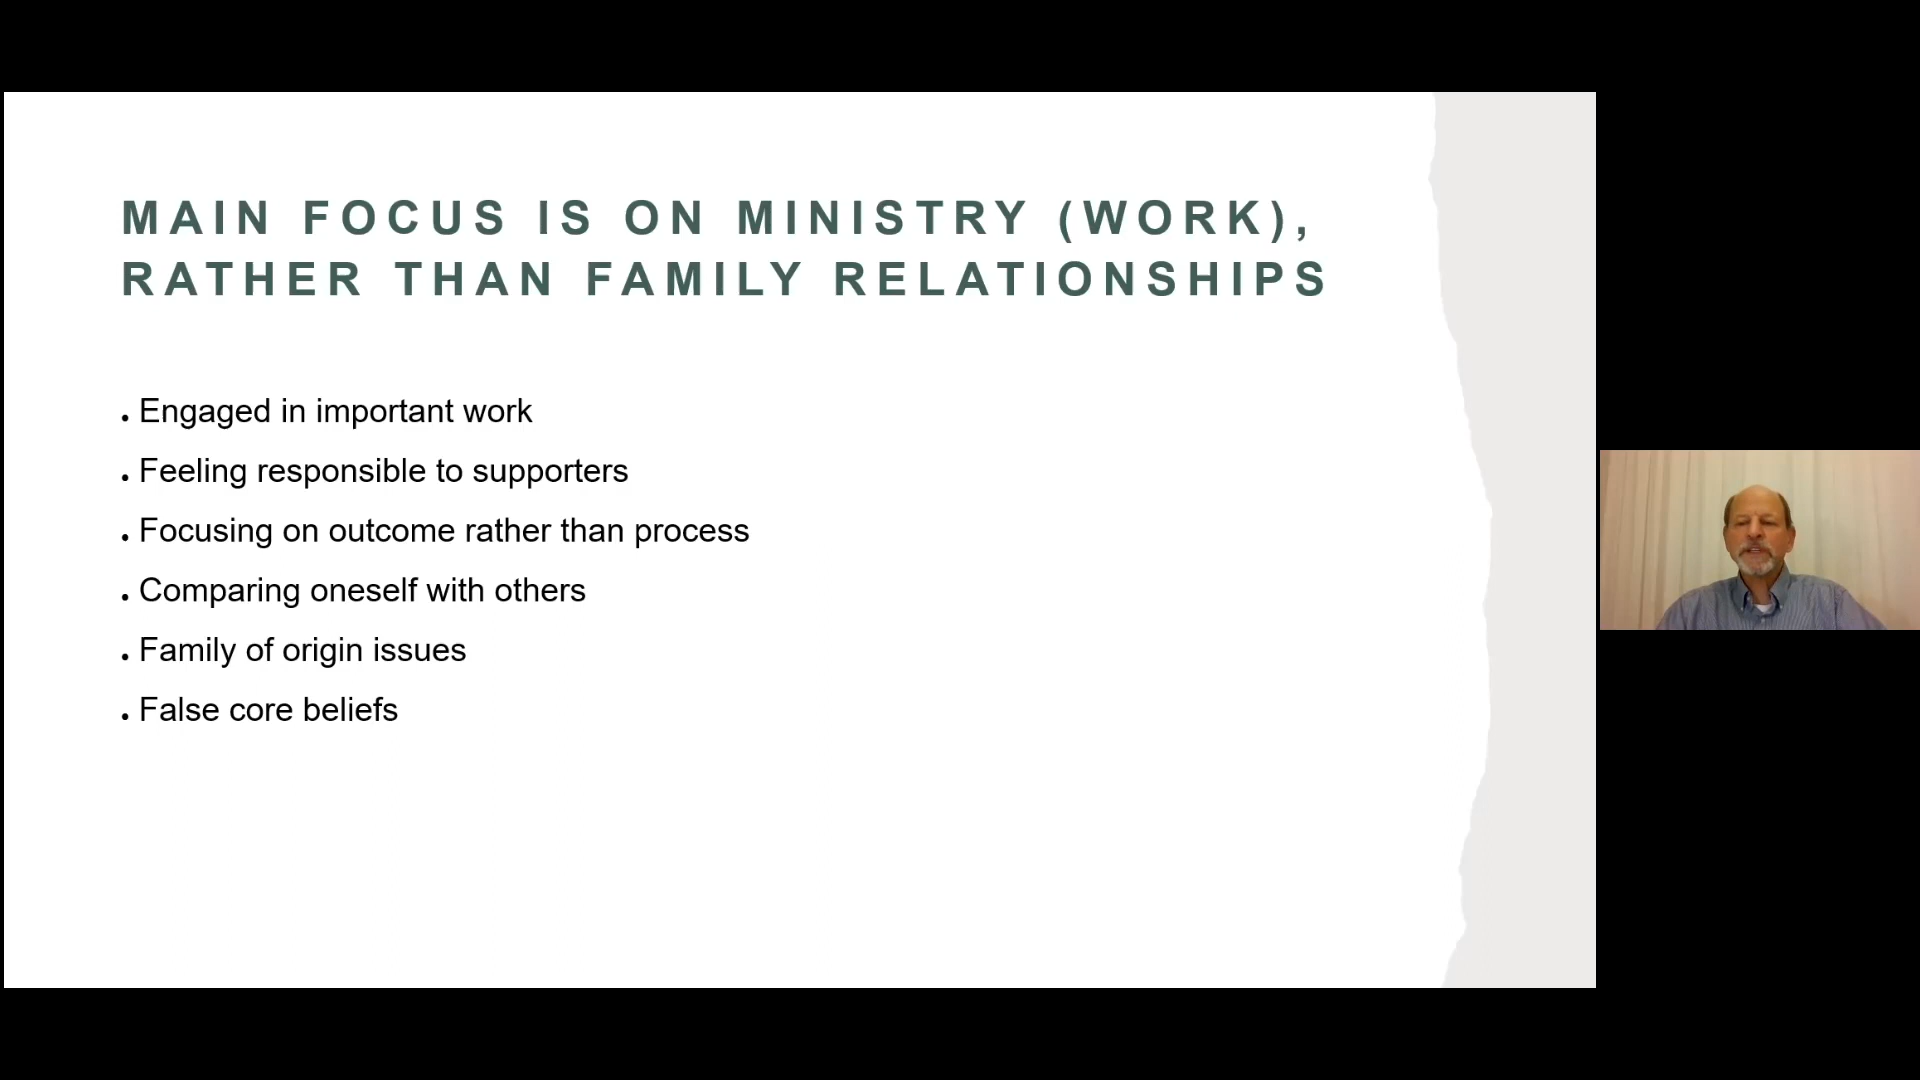 MAIN FOCUS IS ON MINISTRY (WORK),
RATHER THAN FAMILY RELATIONSHIPS
• Engaged in important work
• Feeling responsible to supporters
• Focusing on outcome rather than process
• Comparing oneself with others
• Family of origin issues
• False core beliefs